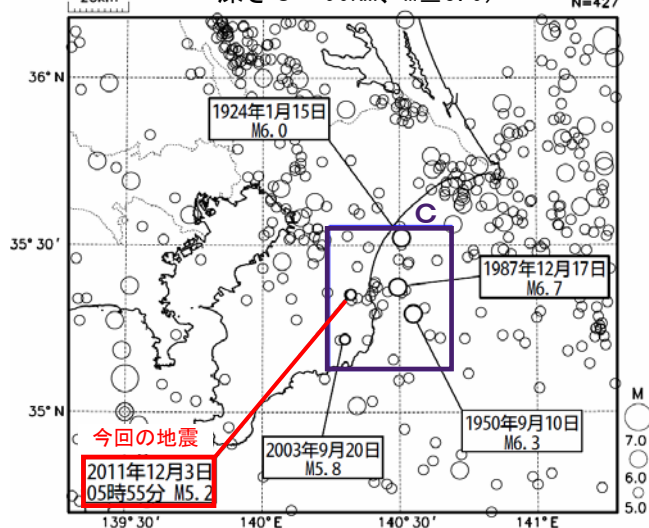 N=427
36°N
1924年1月15日
M6.0
C
35°30′
1987年12月17日
M6.7
M
35°N
今回の地震
2003年9月20日
M5.8
1950年9月10日
M6.3
7.0
2011年12月3日
05時55分 M5.2
6.0
5.0
139°30′
140°E
140°30′
141°E